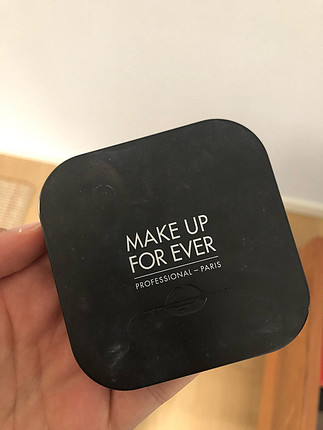 MAKE UP
FOR EVER
PROFESSIONAL – PARIS